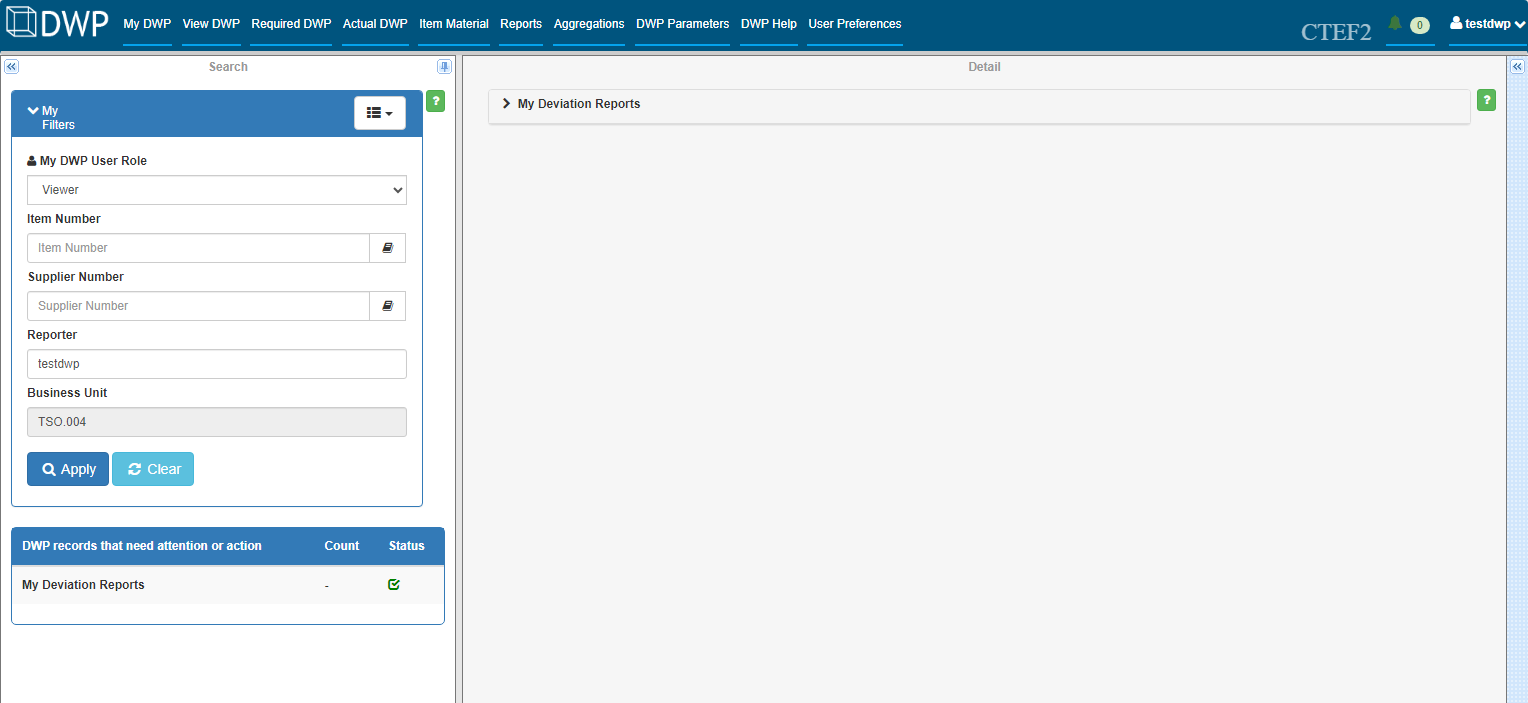 DWP My DWP View DWP Required DWP Actual DWP Item Material Reports Aggregations DWP Parameters DWP Help User Preferences CTEF2 0 testdwp
Search
Detail
My
Filters
?
My Deviation Reports
?
My DWP User Role
Viewer
Item Number
Item Number
Supplier Number
Supplier Number
Reporter
testdwp
Business Unit
TSO.004
Apply Clear
DWP records that need attention or action Count Status
My Deviation Reports -